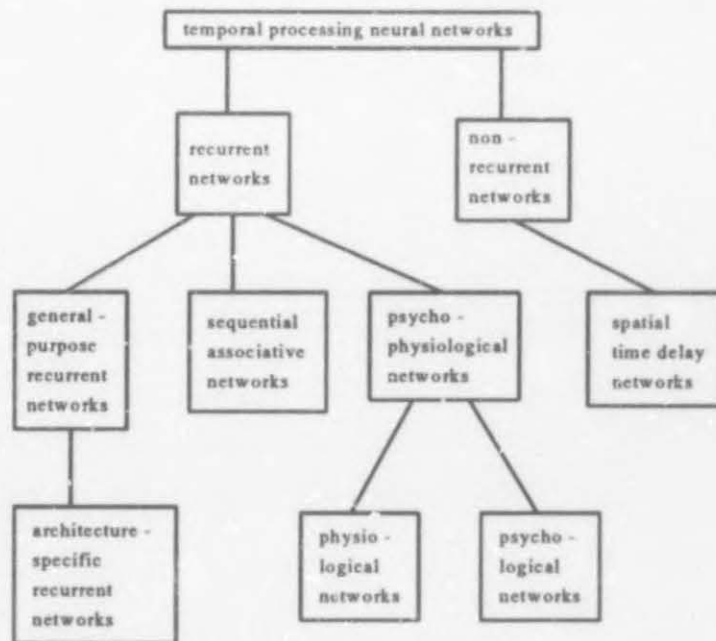 temporal processing neural networks
recurrent
networks
non -
recurrent
networks
general -
purpose
recurrent
networks
sequential
associative
networks
psycho -
physiological
networks
spatial
time delay
networks
architecture -
specific
recurrent
networks
physio -
logical
networks
psycho -
logical
networks